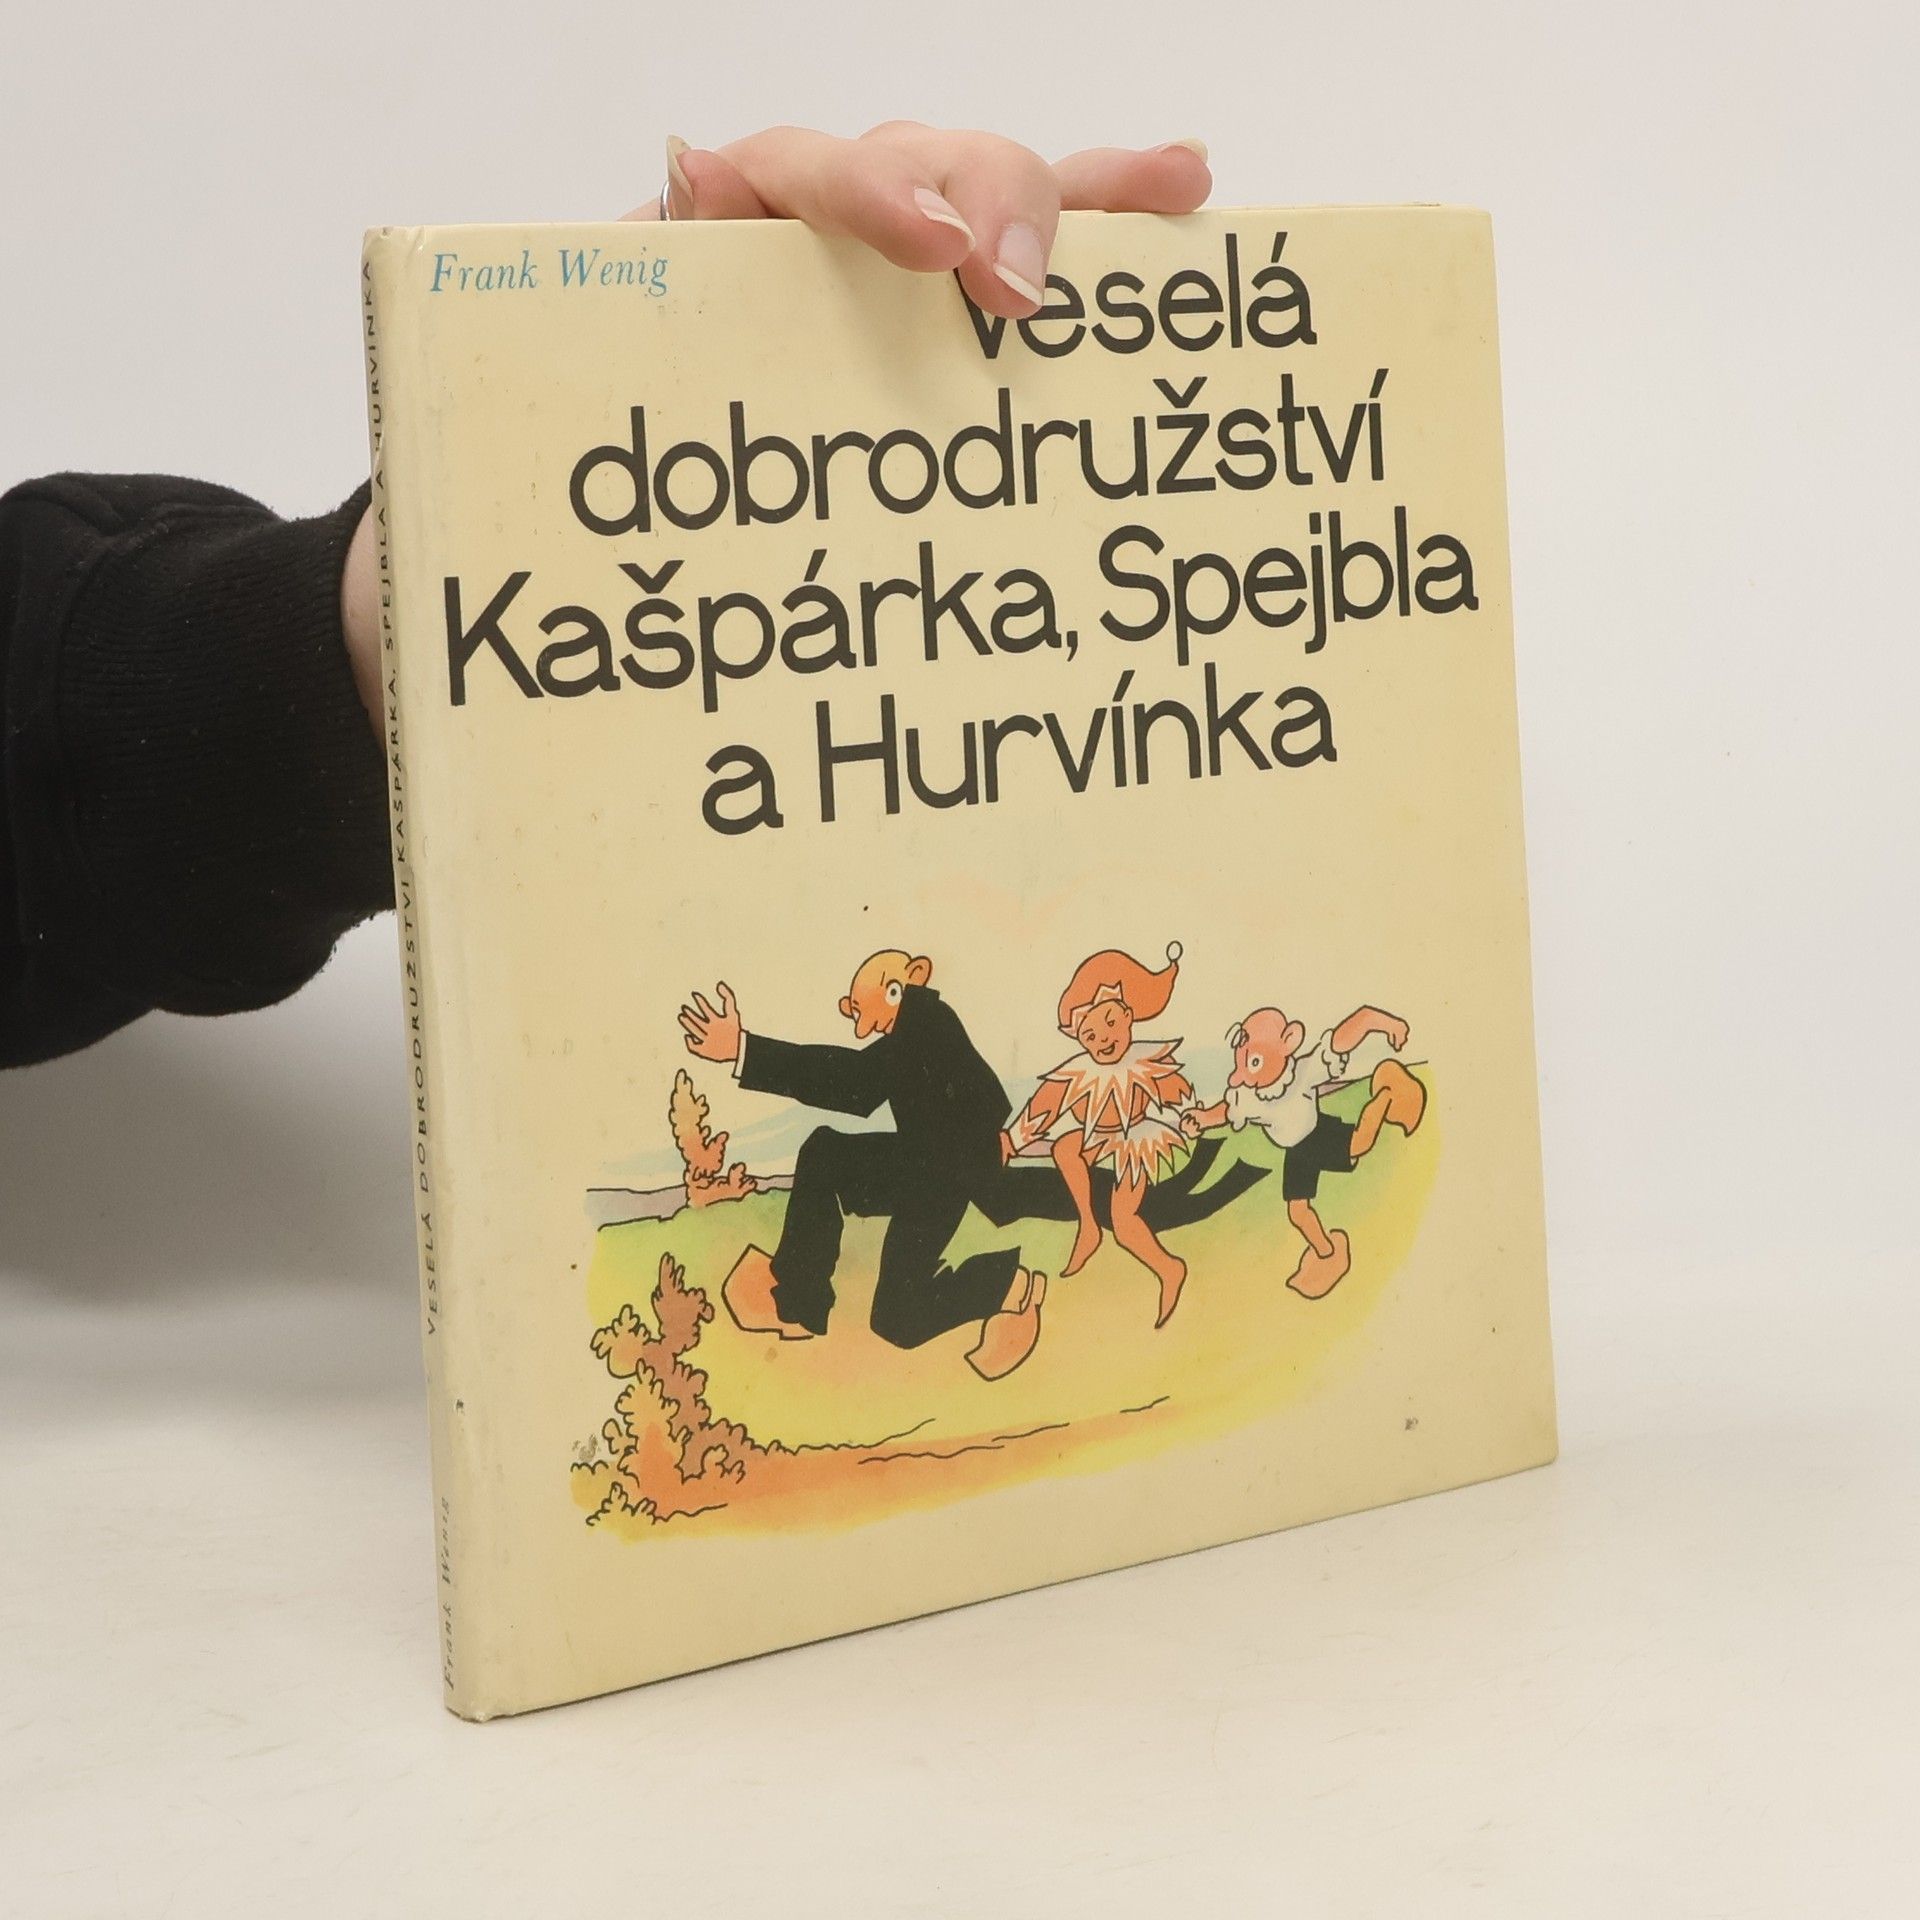 Frank Wenig
veselá
dobrodružství
Kašpárka, Spejbla
a Hurvínka
Frank Wenig
VESELÁ DOBRODRUŽSTVÍ KAŠPÁRKA, SPEJBLA A HURVÍNKA